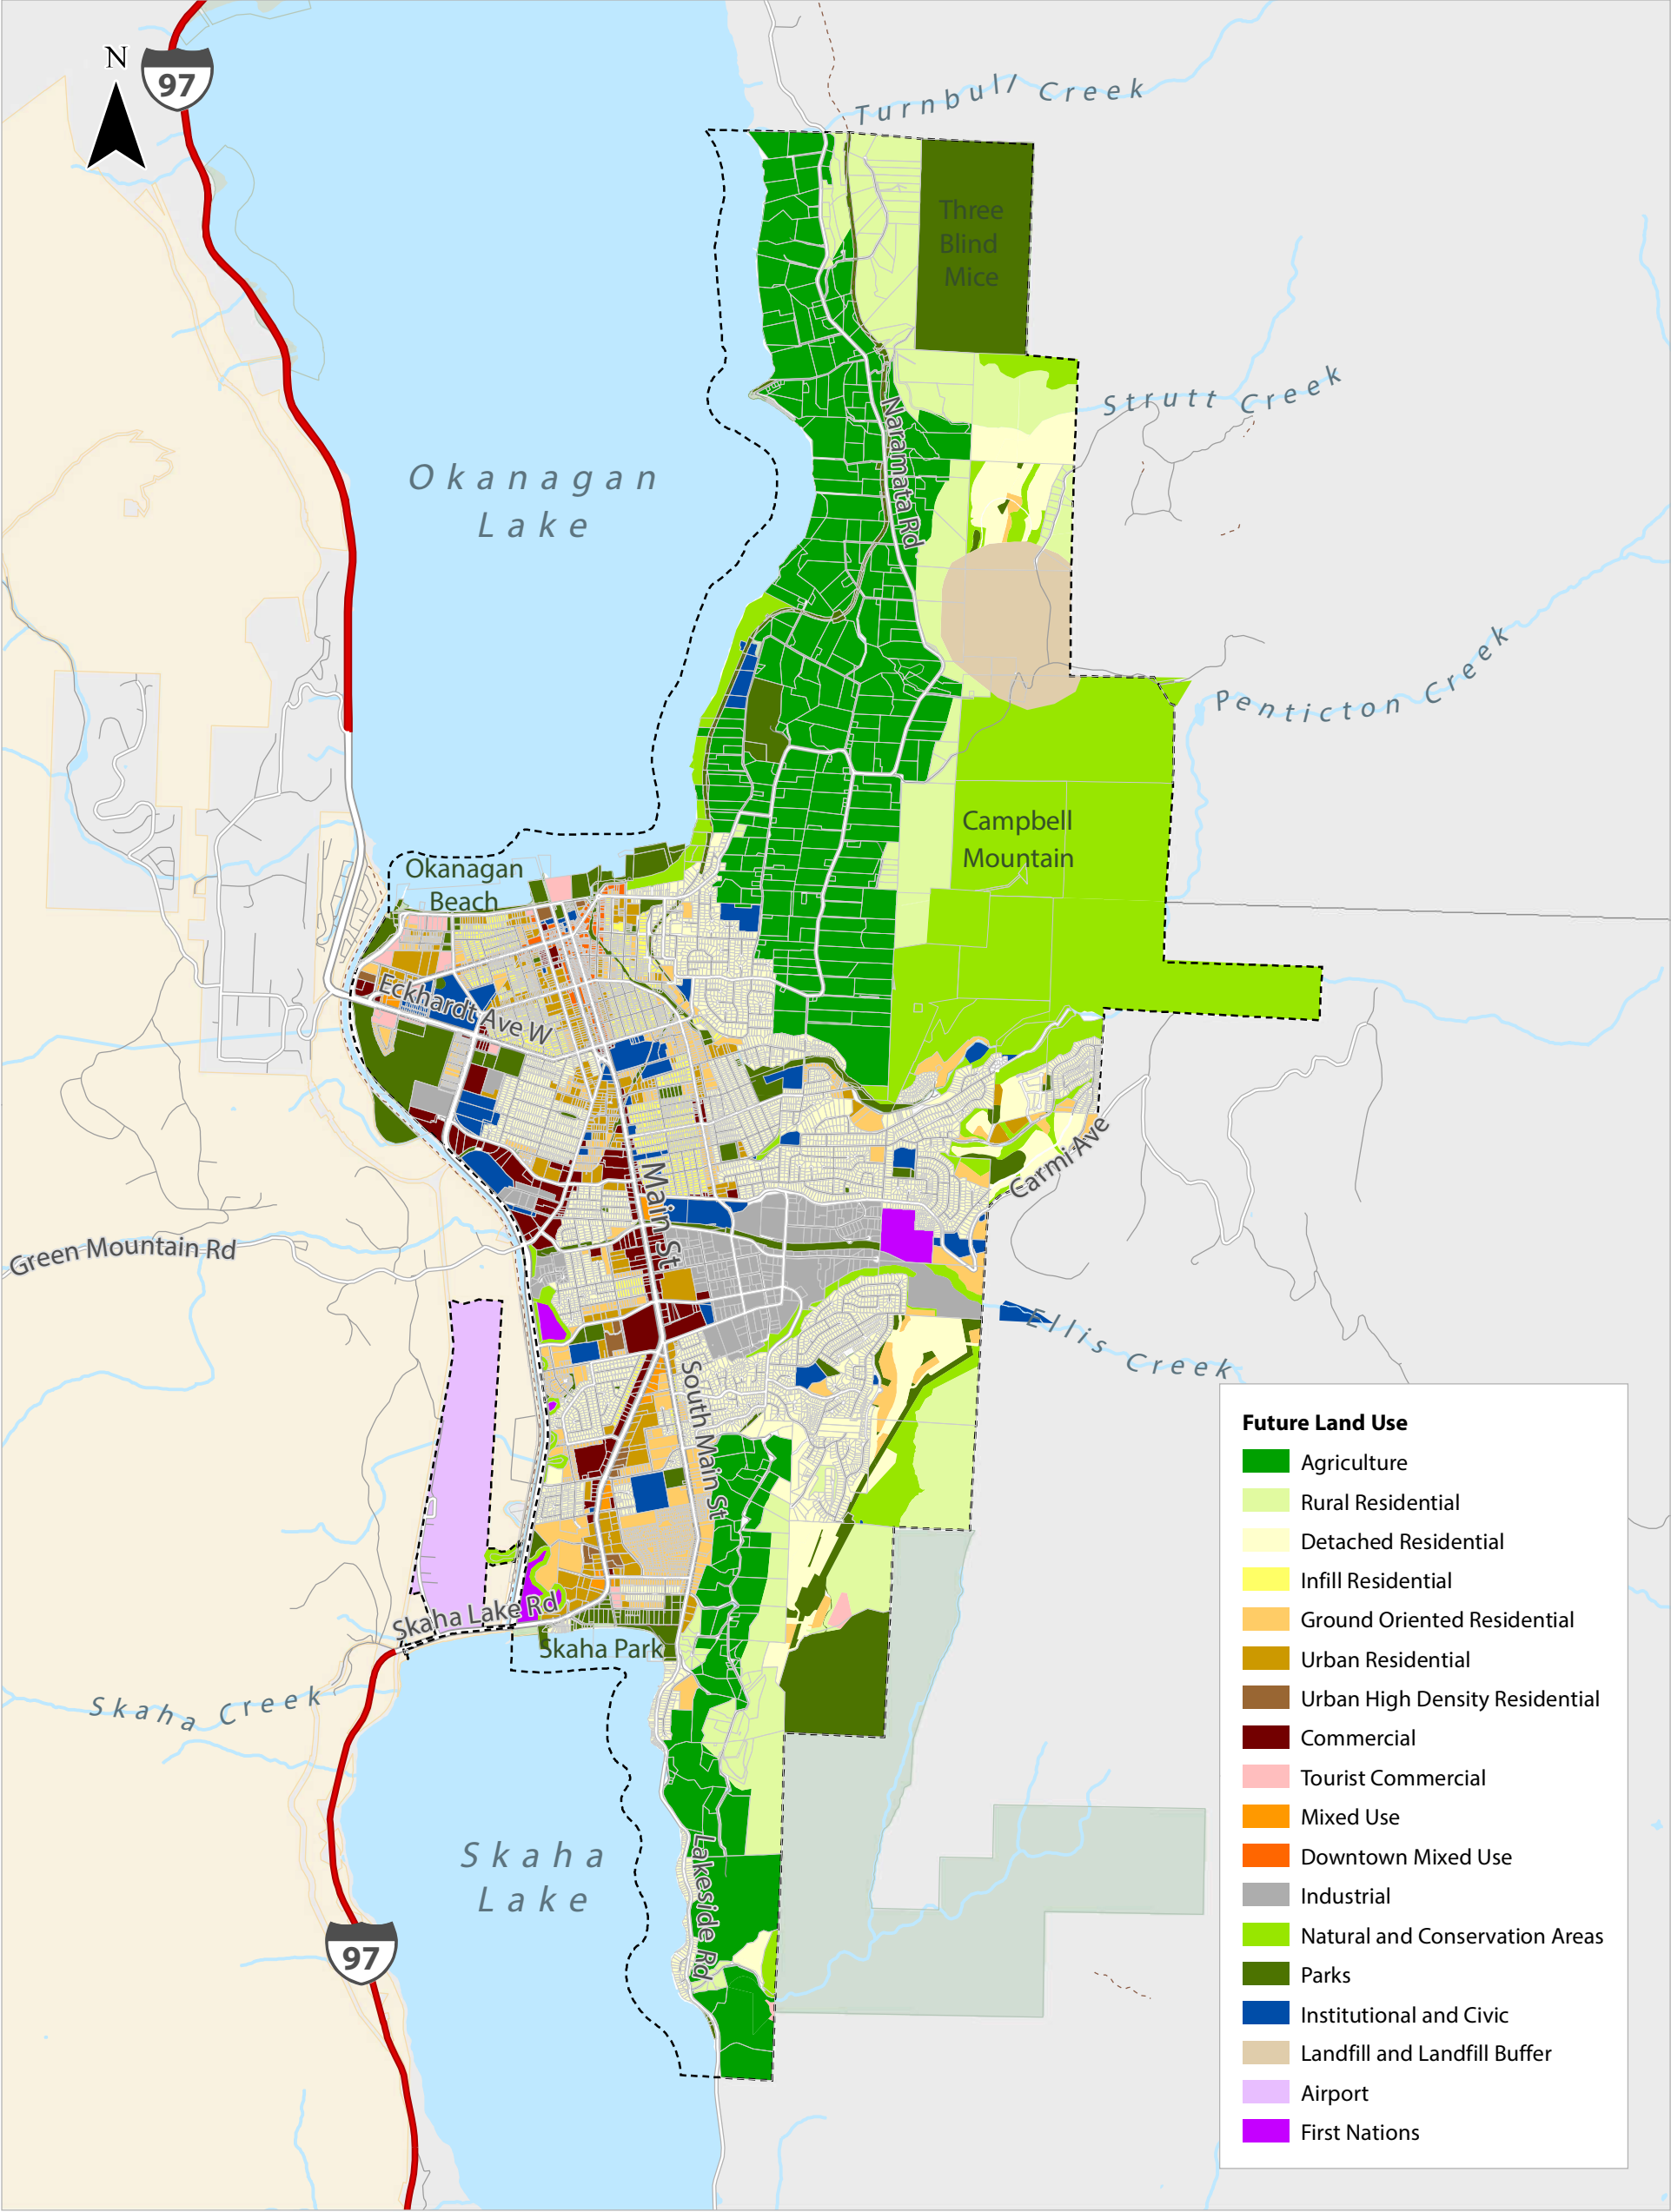 N
97
Turnbull Creek
Three
Blind
Mice
Strutt Creek
Naramata Rd
Okanagan
Lake
Penticton Creek
Campbell
Mountain
Okanagan
Beach
Eckhardt Ave W
Carmi Ave
Main St
Green Mountain Rd
Ellis Creek
South Main St
Skaha Lake Rd
Skaha Park
Skaha Creek
Skaha
Lake
Lakeside Rd
97
Future Land Use
Agriculture
Rural Residential
Detached Residential
Infill Residential
Ground Oriented Residential
Urban Residential
Urban High Density Residential
Commercial
Tourist Commercial
Mixed Use
Downtown Mixed Use
Industrial
Natural and Conservation Areas
Parks
Institutional and Civic
Landfill and Landfill Buffer
Airport
First Nations